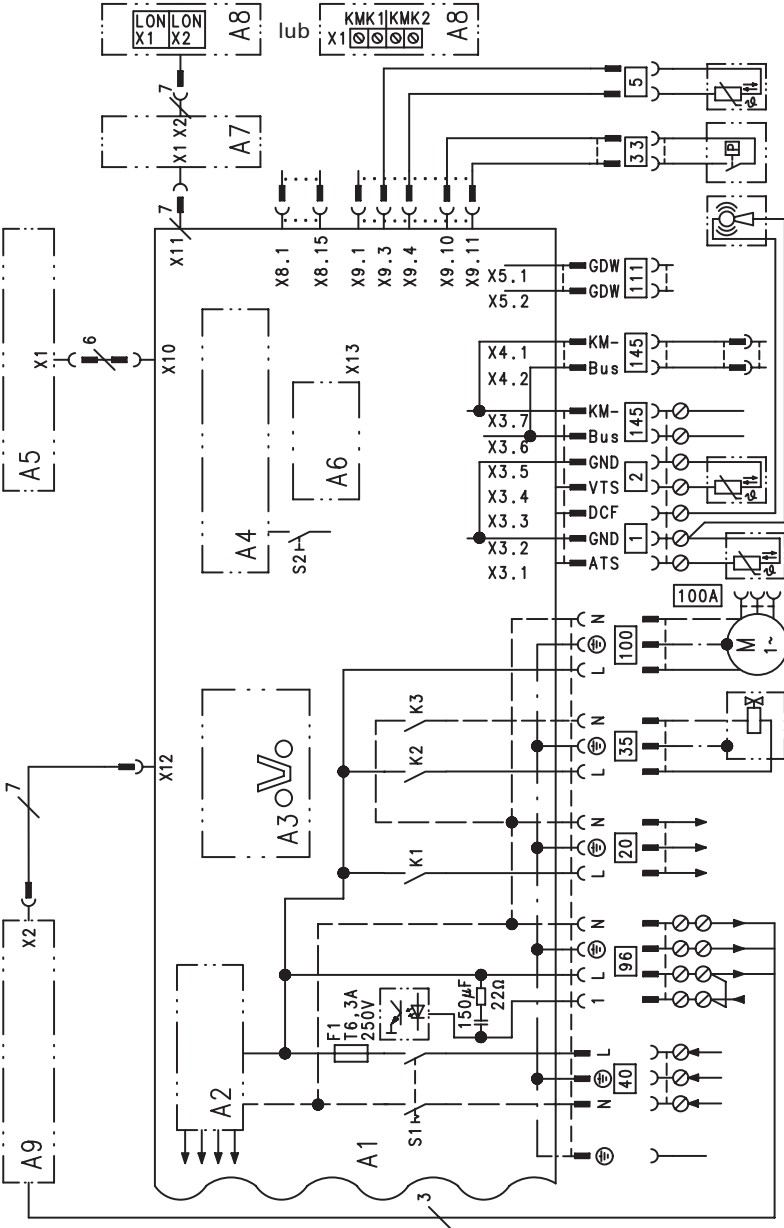 LON LON
X1 X2
A8
lub
KMK1 KMK2
X1
A8
7
X1 X2
A7
7
X11
5
ϑ
33
P
A5
X1
6
X10
X8.1
X8.15
X9.1
X9.3
X9.4
X9.10
X9.11
X5.1
X5.2
GDW
GDW
111
A4
A6
X13
S2
X4.1
X4.2
KM-
Bus
145
X3.7
X3.6
X3.5
X3.4
X3.3
X3.2
X3.1
KM-
Bus
GND
VTS
DCF
GND
ATS
145
2
1
ϑ
ϑ
100A
N
L
100
M
1~
7
X12
A3
K3
K2
N
L
35
K1
N
L
20
X2
A9
A2
F1
T6,3A
250V
150µF
22Ω
N
L
1
96
S1
A1
L
N
40
3